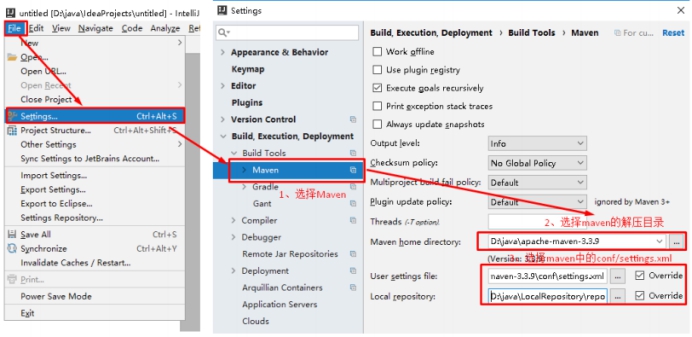 untitled [D:\java\IdeaProjects\untitled] - IntelliJ
File Edit View Navigate Code Analyze Ref
New
Open...
Open URL...
Open Recent
Close Project
Settings... Ctrl+Alt+S
Project Structure... Ctrl+Alt+Shift+S
Other Settings
Sync Settings to JetBrains Account...
Import Settings...
Export Settings...
Export to Eclipse...
Settings Repository...
Save All Ctrl+S
Synchronize Ctrl+Alt+Y
Invalidate Caches / Restart...
Print...
Power Save Mode
Exit
Settings
Appearance & Behavior
Keymap
Editor
Plugins
Version Control
Build, Execution, Deployment
Build Tools
Maven
Gradle
1、选择Maven
Gant
Compiler
Debugger
Remote Jar Repositories
Deployment
Arquillian Containers
Application Servers
Clouds
Build, Execution, Deployment > Build Tools > Maven For cu... Reset
Work offline
Use plugin registry
Execute goals recursively
Print exception stack traces
Always update snapshots
Output level: Info
Checksum policy: No Global Policy
Multiproject build fail policy: Default
Plugin update policy: Default ignored by Maven 3+
Threads (-T option)
2、选择maven的解压目录
Maven home directory: D:\java\apache-maven-3.3.9 ...
(Version: 3.
3、选择maven中的conf/settings.xml
User settings file: naven-3.3.9\conf\settings.xml ... Override
Local repository: D:\java\LocalRepository\repo ... Override